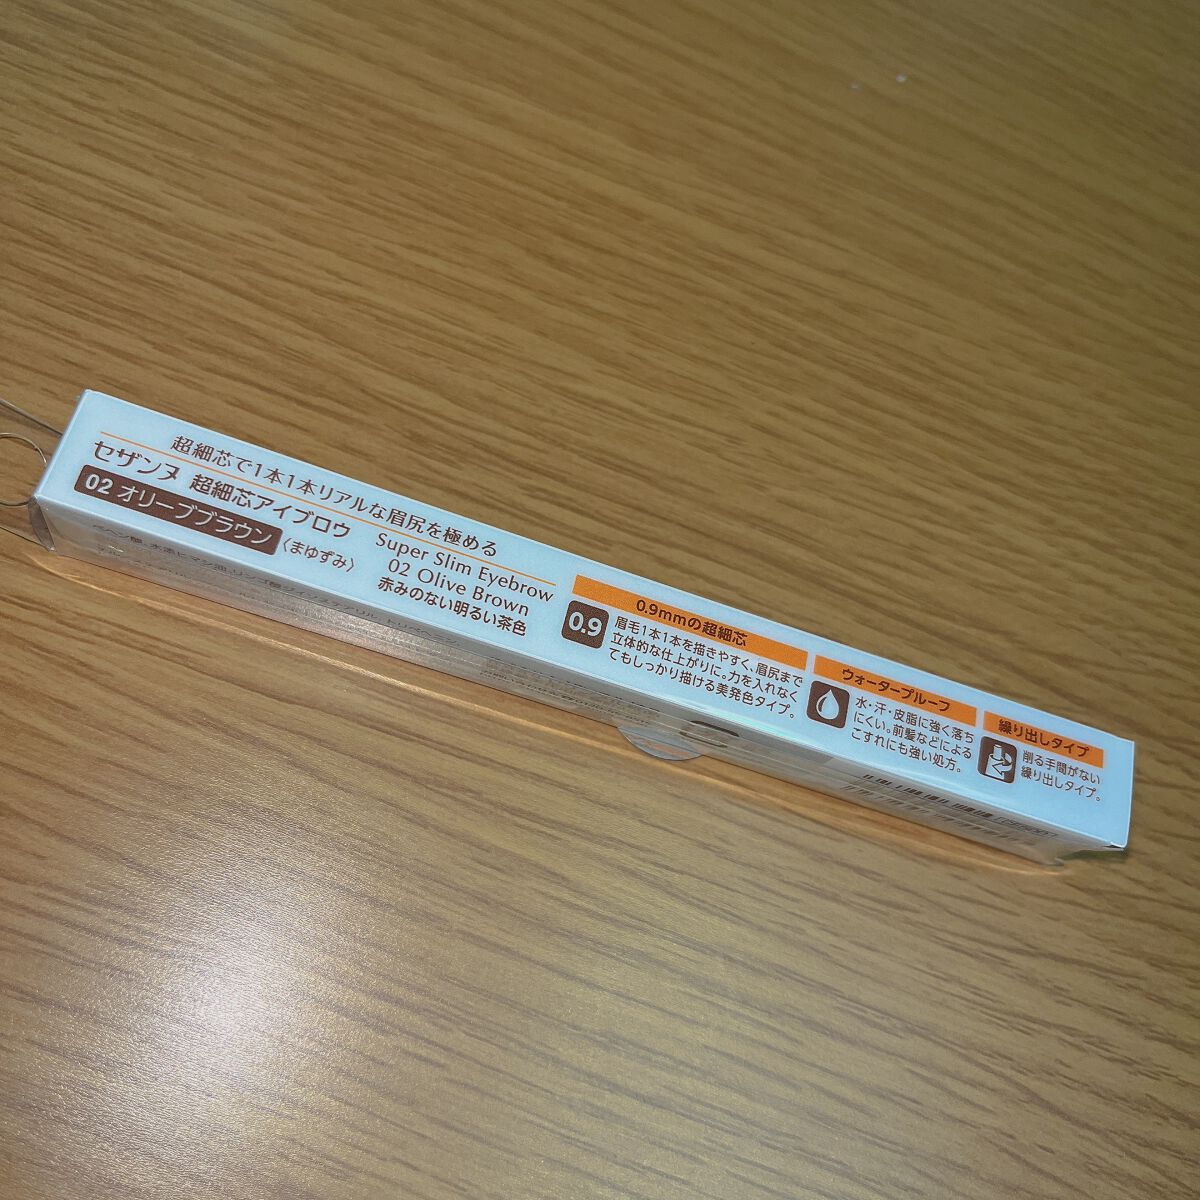 超細芯で1本1本リアルな眉尻を極める
セザンヌ 超細芯アイブロウ
02 オリーブブラウン
〈まゆずみ〉
Super Slim Eyebrow
02 Olive Brown
赤みのない明るい茶色
0.9mmの超細芯
0.9
眉毛1本1本を描きやすく、眉尻まで
立体的な仕上がりに。力を入れなく
てもしっかり描ける美発色タイプ。
ウォータープルーフ
水・汗・皮脂に強く落ち
にくい。前髪などによる
こすれにも強い処方。
繰り出しタイプ
削る手間がない
繰り出しタイプ。